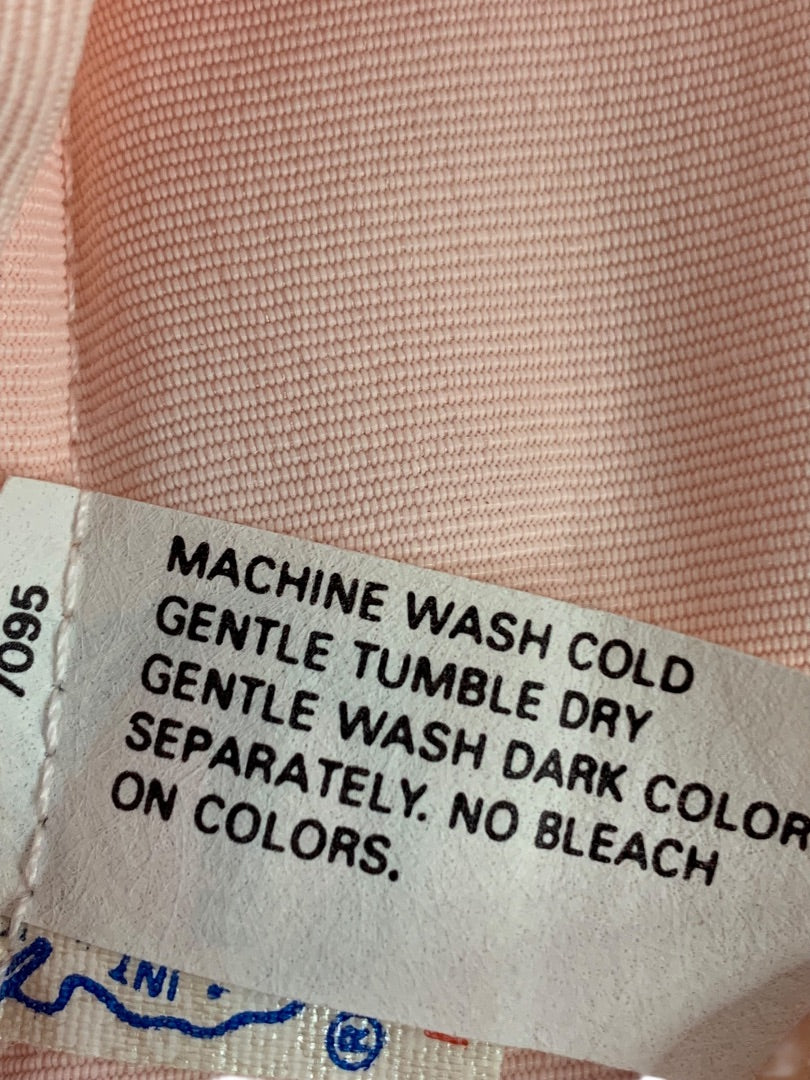 MACHINE WASH COLD
GENTLE TUMBLE DRY
GENTLE WASH DARK COLOR
SEPARATELY. NO BLEACH
ON COLORS.
7095
®